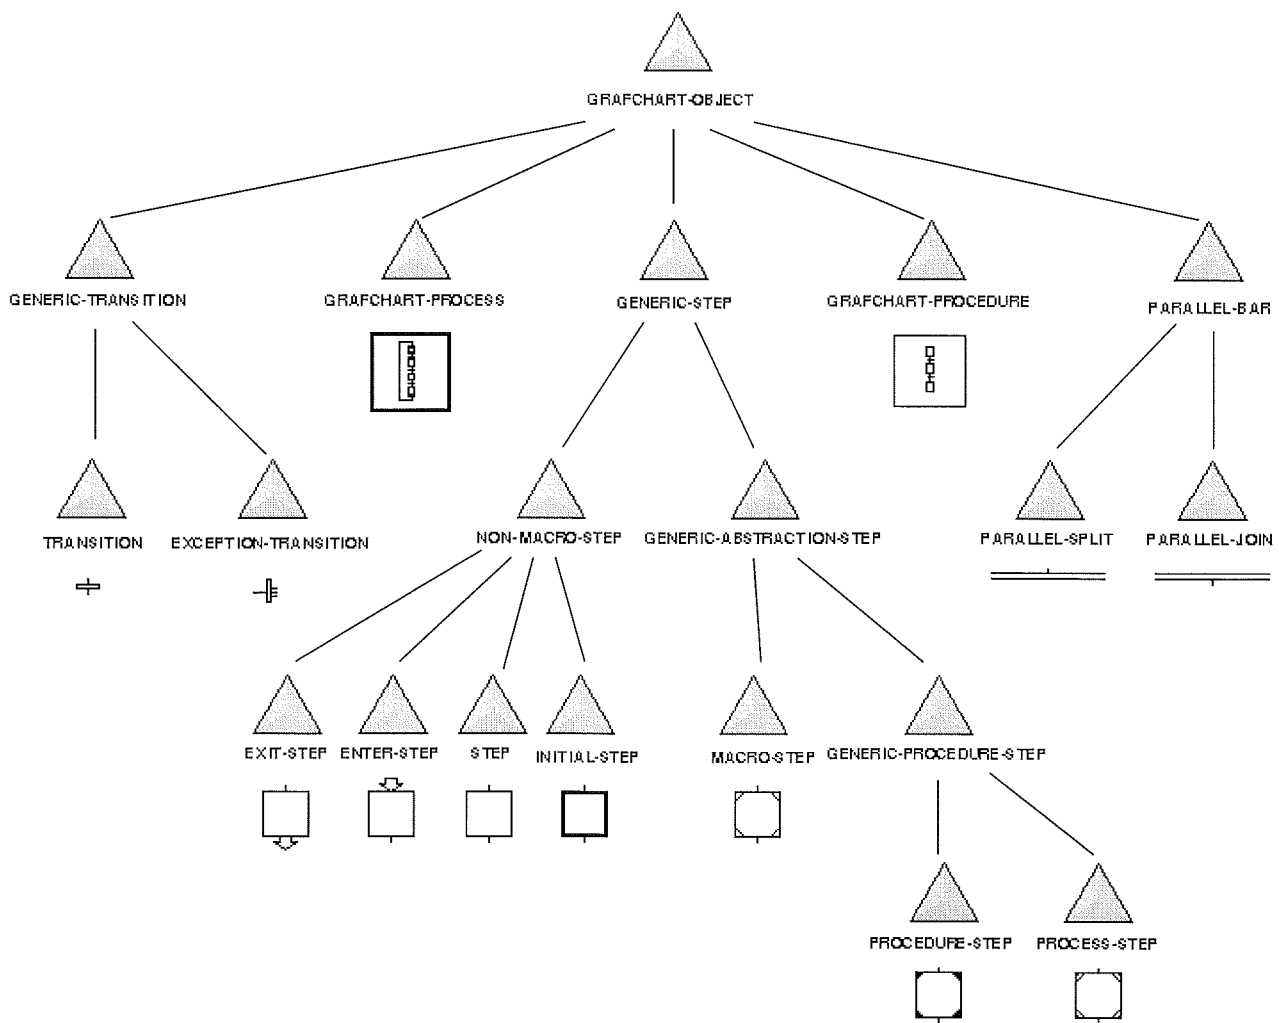 GRAFCHART-OBJECT
GENERIC-TRANSITION
GRAFCHART-PROCESS
GENERIC-STEP
GRAFCHART-PROCEDURE
PARALLEL-BAR
TRANSITION
EXCEPTION-TRANSITION
NON-MACRO-STEP
GENERIC-ABSTRACTION-STEP
PARALLEL-SPLIT
PARALLEL-JOIN
EXIT-STEP
ENTER-STEP
STEP
INITIAL-STEP
MACRO-STEP
GENERIC-PROCEDURE-STEP
PROCEDURE-STEP
PROCESS-STEP